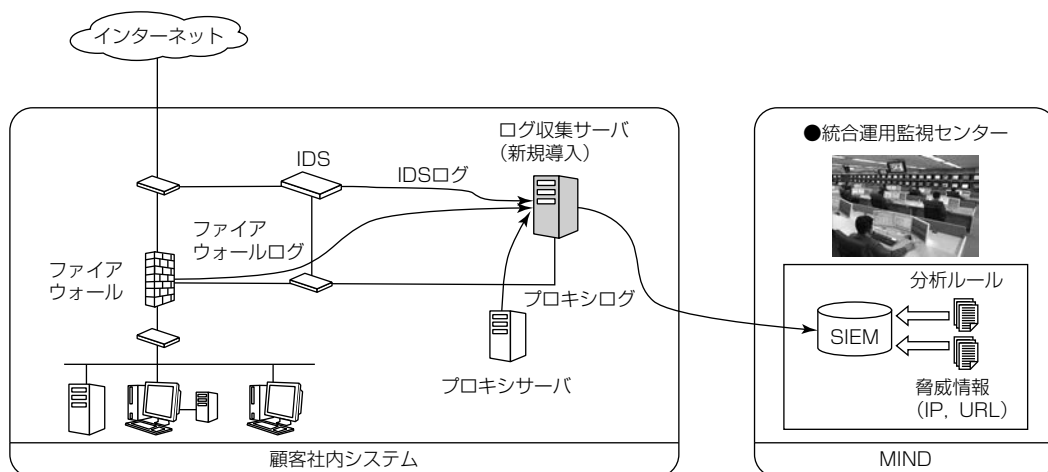 インターネット
IDS
IDSログ
ログ収集サーバ
（新規導入）
ファイア
ウォールログ
ファイア
ウォール
プロキシログ
プロキシサーバ
顧客社内システム
●統合運用監視センター
分析ルール
SIEM
脅威情報
（IP，URL）
MIND